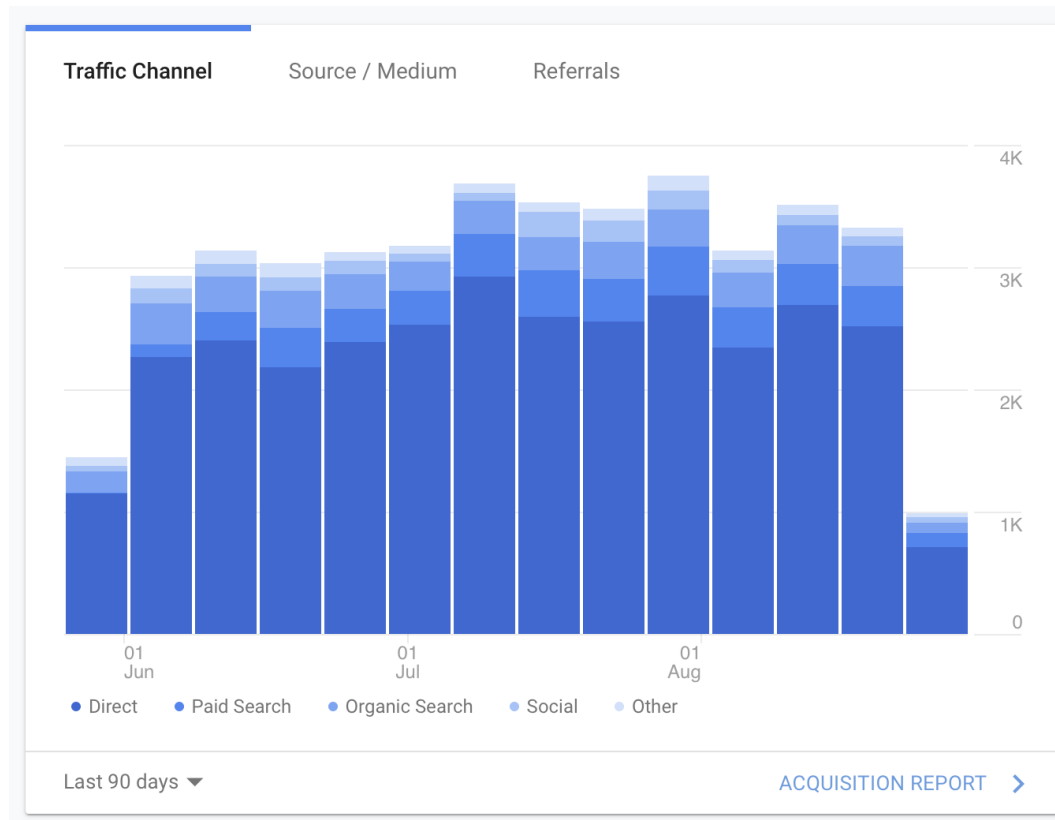 Traffic Channel Source / Medium Referrals
4K
3K
2K
1K
0
01 01 01
Jun Jul Aug
Direct Paid Search Organic Search Social Other
Last 90 days ACQUISITION REPORT